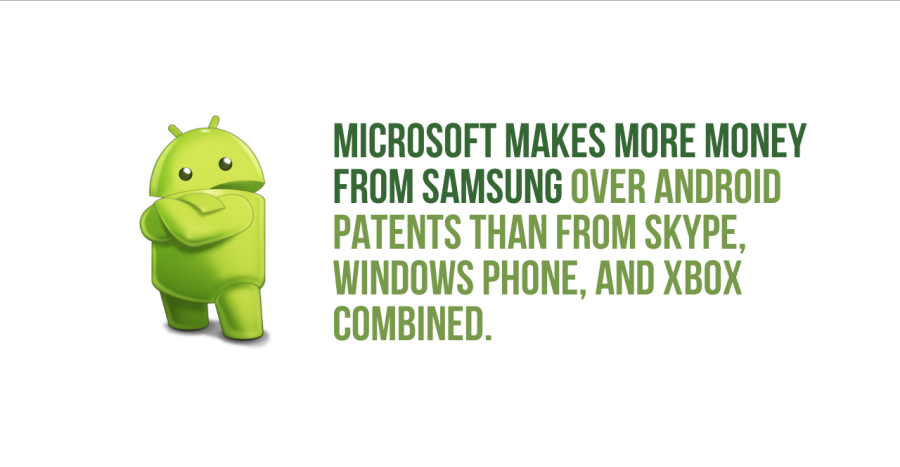 MICROSOFT MAKES MORE MONEY
FROM SAMSUNG OVER ANDROID
PATENTS THAN FROM SKYPE,
WINDOWS PHONE, AND XBOX
COMBINED.